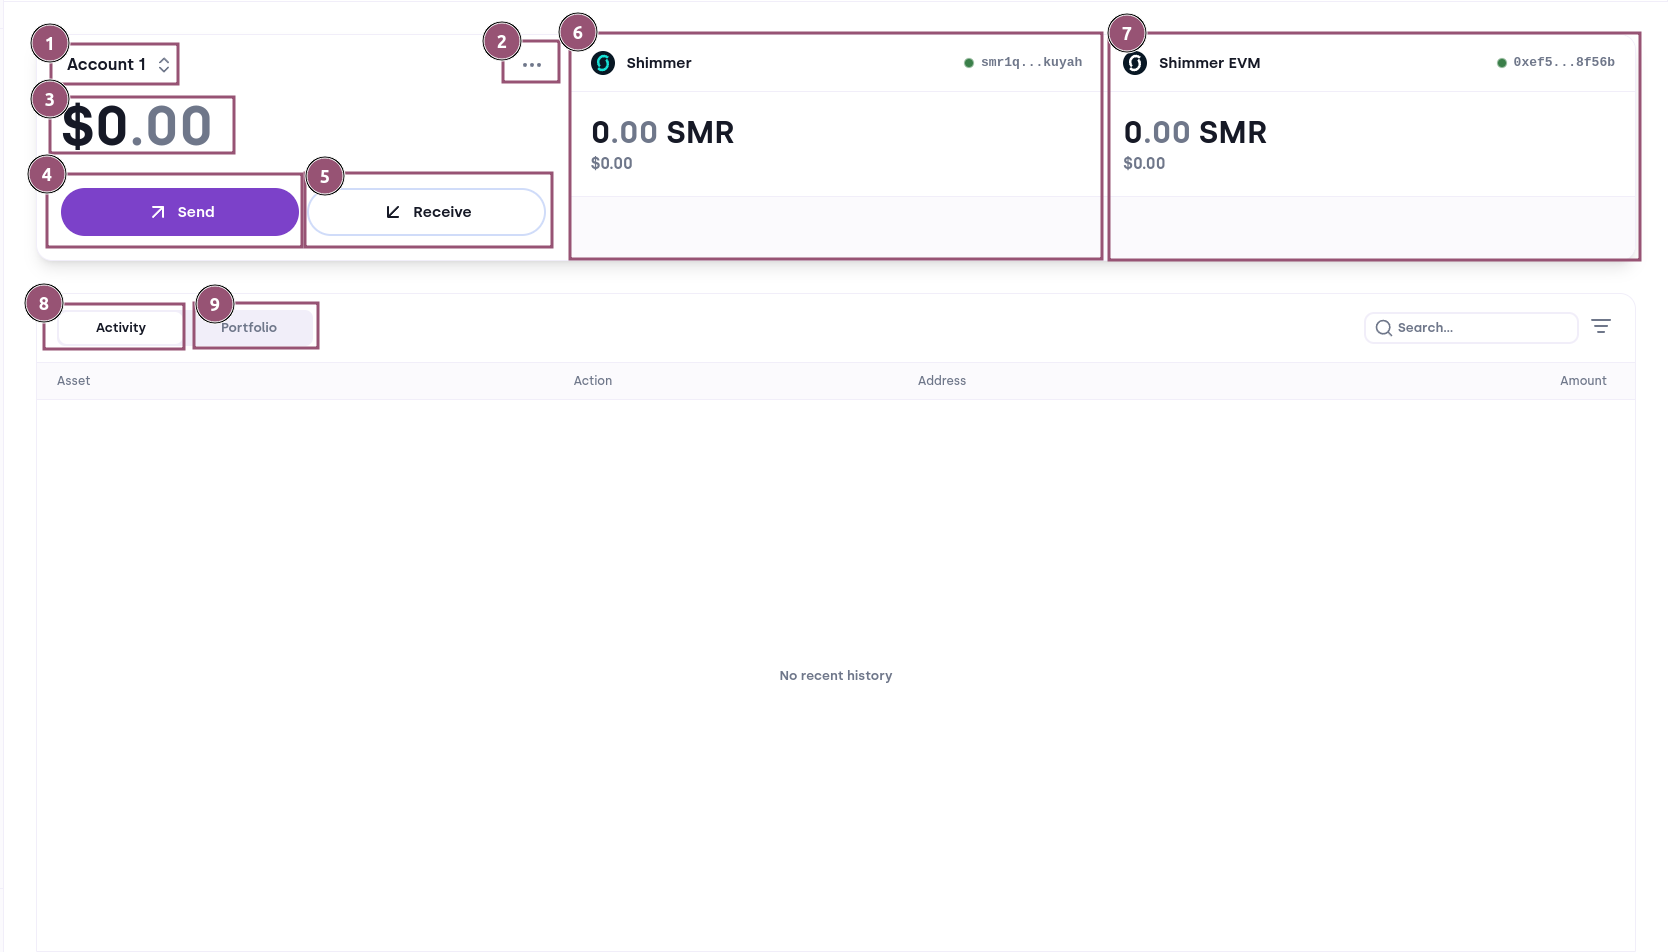 1
Account 1
2
...
3
$0.00
4
Send
5
Receive
6
Shimmer
smr1q...kuyah
0.00 SMR
$0.00
7
Shimmer EVM
0xef5...8f56b
0.00 SMR
$0.00
8
Activity
9
Portfolio
Search...
Asset Action Address Amount
No recent history